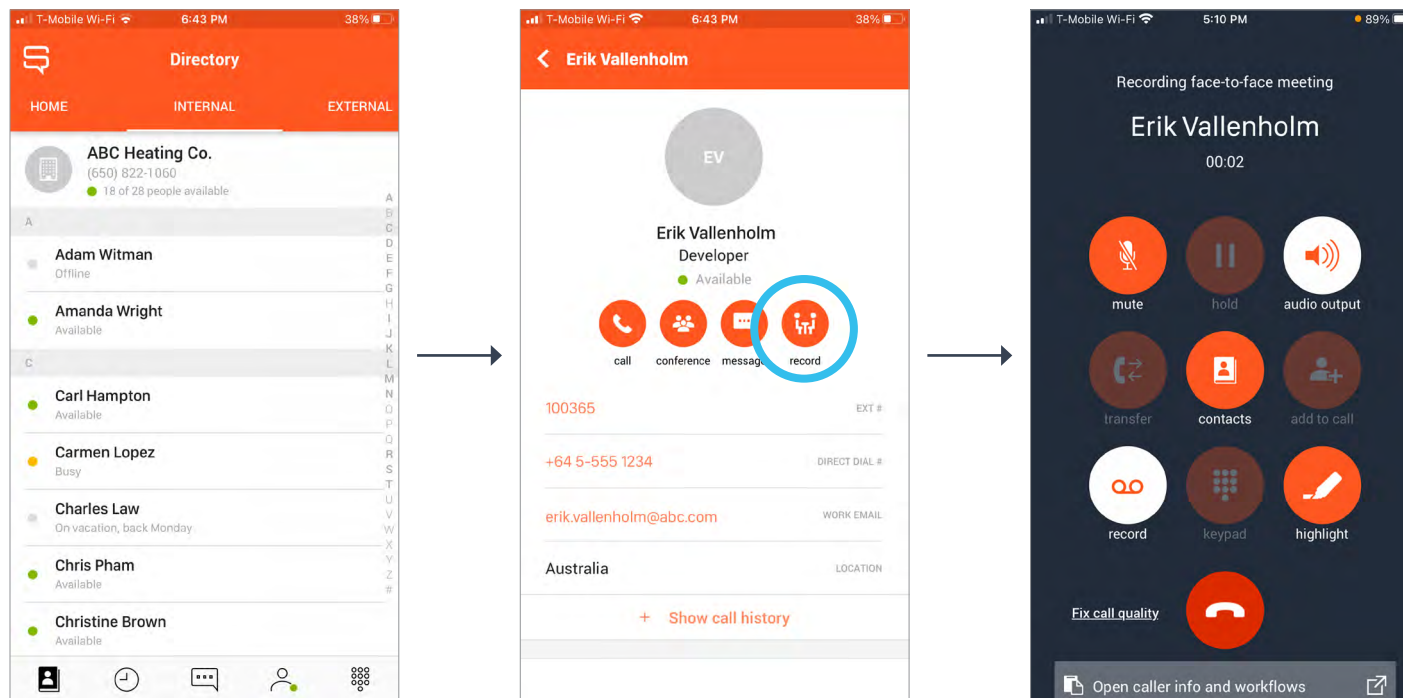 T-Mobile Wi-Fi 6:43 PM 38%
Directory
HOME INTERNAL EXTERNAL
ABC Heating Co.
(650) 822-1060
18 of 28 people available
A
Adam Witman
Offline
Amanda Wright
Available
C
Carl Hampton
Available
Carmen Lopez
Busy
Charles Law
On vacation, back Monday
Chris Pham
Available
Christine Brown
Available
A
B
C
D
E
F
G
H
I
J
K
L
M
N
O
P
Q
R
S
T
U
V
W
X
Y
Z
#
T-Mobile Wi-Fi 6:43 PM 38%
Erik Vallenholm
EV
Erik Vallenholm
Developer
Available
call conference message record
100365 EXT #
+64 5-555 1234 DIRECT DIAL #
erik.vallenholm@abc.com WORK EMAIL
Australia LOCATION
+ Show call history
T-Mobile Wi-Fi 5:10 PM 89%
Recording face-to-face meeting
Erik Vallenholm
00:02
mute hold audio output
transfer contacts add to call
record keypad highlight
Fix call quality
Open caller info and workflows